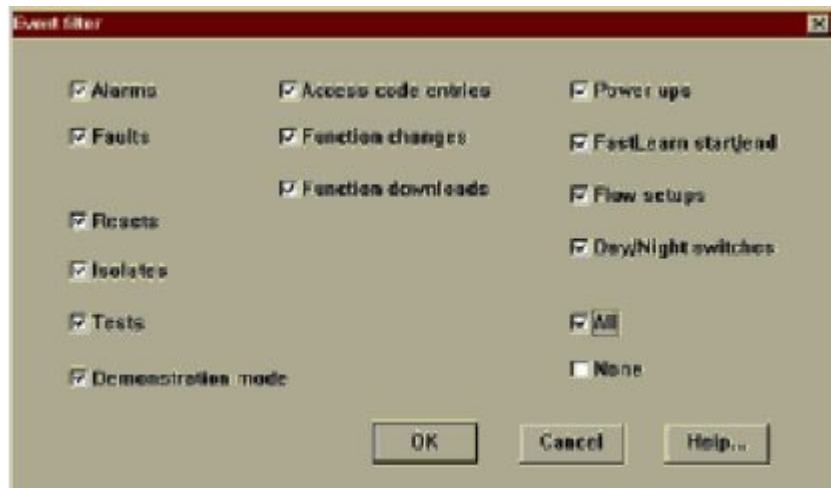 Event filter
Alarms
Faults
Resets
Isolates
Tests
Demonstration mode
Access code entries
Function changes
Function downloads
Power ups
FastLearn start/end
Flow setups
Day/Night switches
All
None
OK
Cancel
Help...